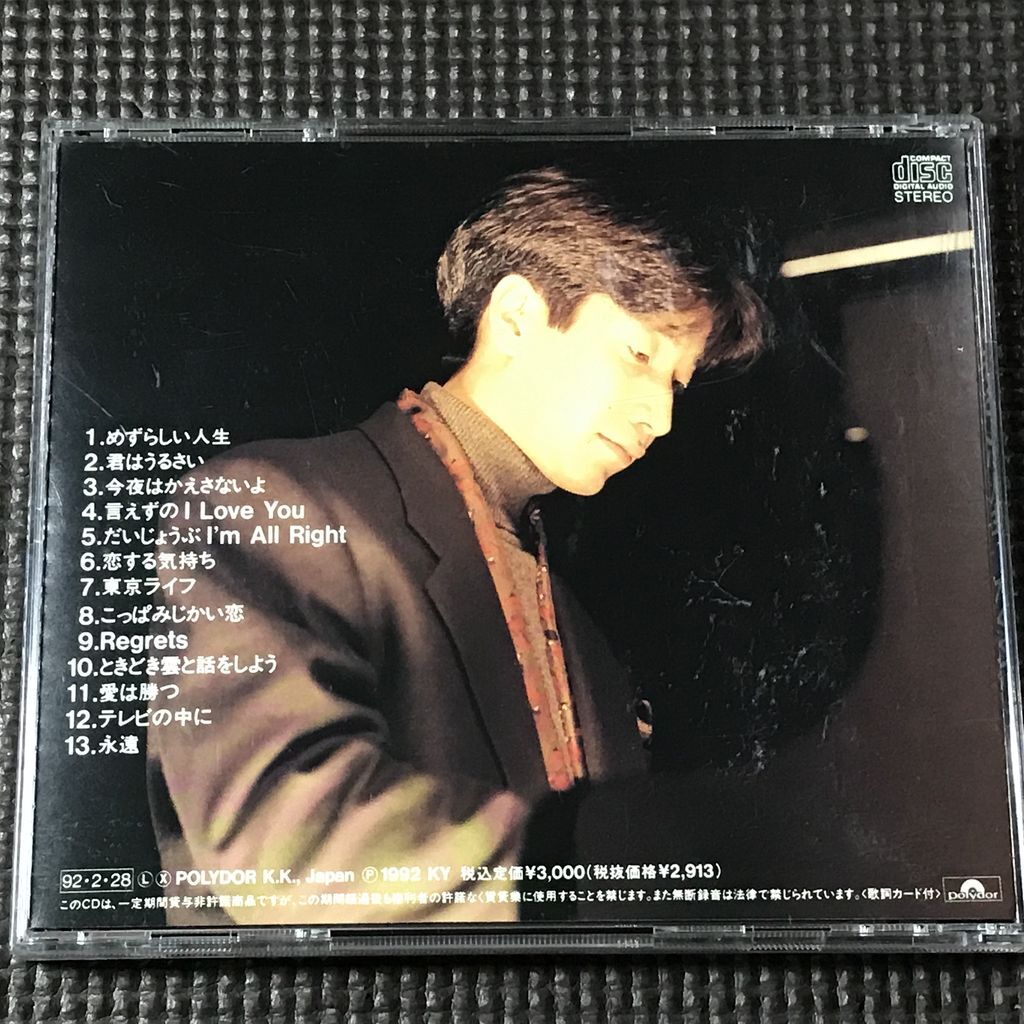 COMPACT
disc
DIGITAL AUDIO
STEREO
1.めずらしい人生
2.君はうるさい
3.今夜はかえさないよ
4.言えずのI Love You
5.だいじょうぶI'm All Right
6.恋する気持ち
7.東京ライフ
8.こっぱみじかい恋
9.Regrets
10.ときどき雲と話をしよう
11.愛は勝つ
12.テレビの中に
13.永遠
92・2・28 Ⓛ Ⓧ POLYDOR K.K., Japan Ⓟ1992 KY 税込定価¥3,000(税抜価格¥2,913)
このCDは、一定期間貸与非許諾商品ですが、この期間経過後も権利者の許諾なく賃貸業に使用することを禁じます。また無断録音は法律で禁じられています。〈歌詞カード付〉
polydor